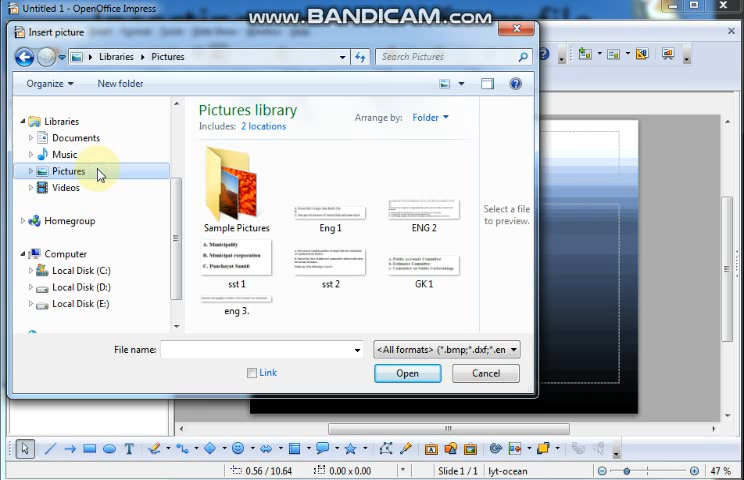 Untitled 1 - OpenOffice Impress
www.BANDICAM.com
Insert picture
Libraries
Pictures
Search Pictures
Organize
New folder
Libraries
Documents
Music
Pictures
Videos
Homegroup
Computer
Local Disk (C:)
Local Disk (D:)
Local Disk (E:)
Pictures library
Includes: 2 locations
Arrange by: Folder
Sample Pictures
Eng 1
ENG 2
A. Municipality
B. Municipal corporation
C. Panchayat Samiti
sst 1
sst 2
GK 1
eng 3.
Select a file
to preview.
File name:
<All formats> (*.bmp;*.dxf;*.en
Link
Open
Cancel
0.56 / 10.64
0.00 x 0.00
*
Slide 1 / 1
lyt-ocean
47 %